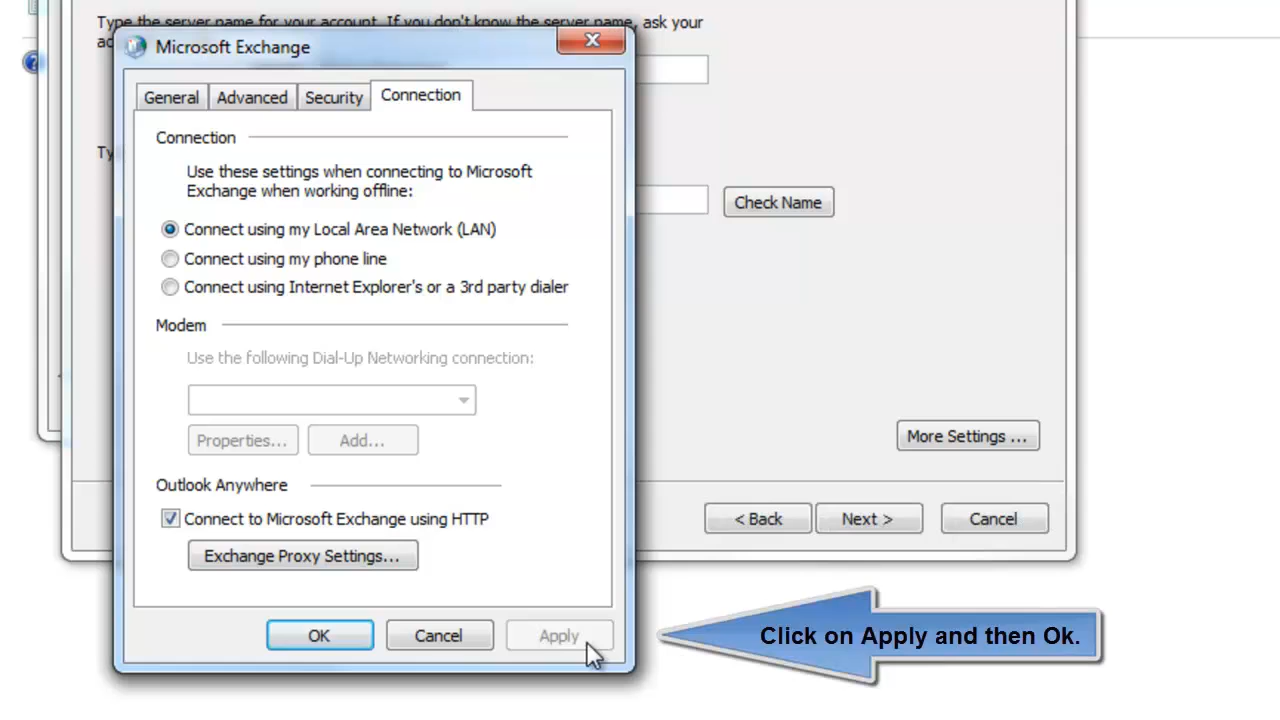 Type the server name for your account. If you don't know the server name, ask your
Microsoft Exchange
General
Advanced
Security
Connection
Connection
Use these settings when connecting to Microsoft
Exchange when working offline:
Connect using my Local Area Network (LAN)
Connect using my phone line
Connect using Internet Explorer's or a 3rd party dialer
Modem
Use the following Dial-Up Networking connection:
Properties...
Add...
Outlook Anywhere
Connect to Microsoft Exchange using HTTP
Exchange Proxy Settings...
OK
Cancel
Apply
Check Name
More Settings ...
< Back
Next >
Cancel
Click on Apply and then Ok.